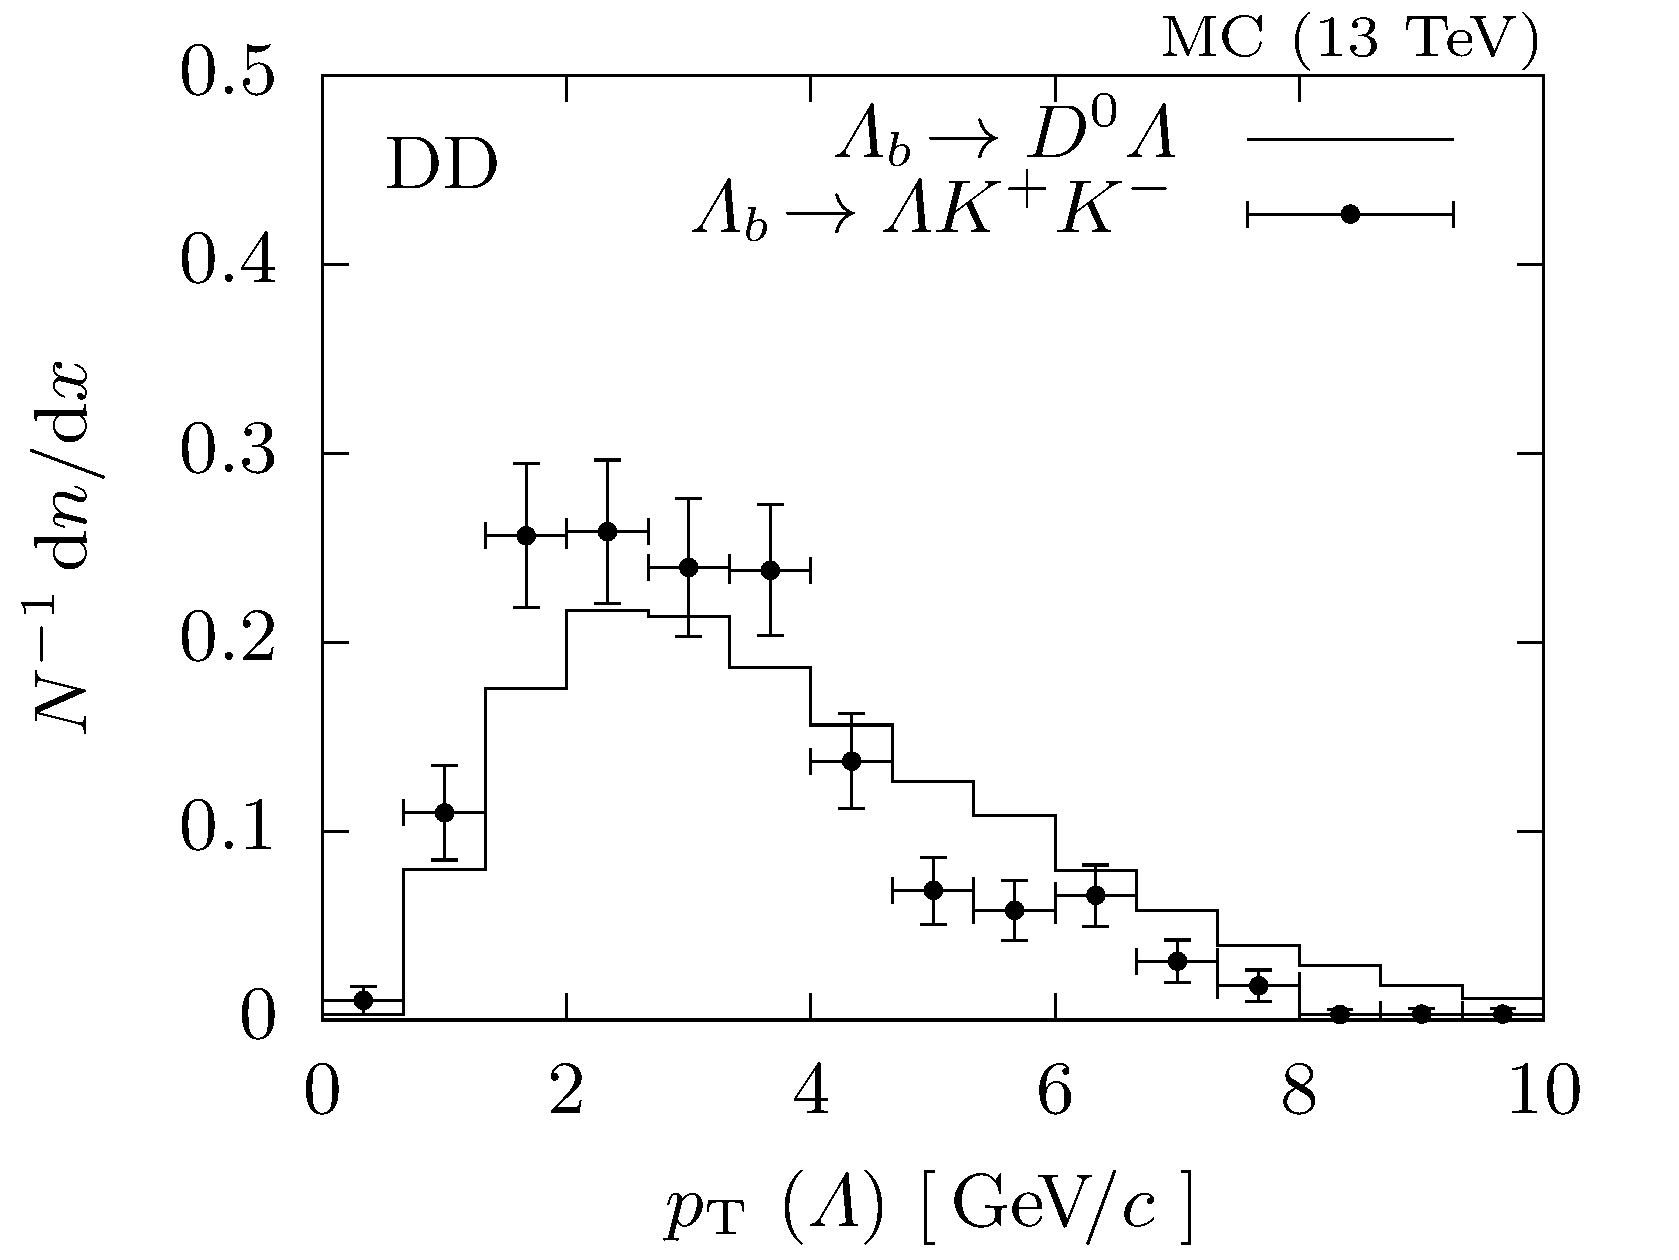 MC (13 TeV)
DD
Λb → D⁰Λ
Λb → ΛK⁺K⁻
N⁻¹ dn/dx
0.5
0.4
0.3
0.2
0.1
0
0 2 4 6 8 10
pT (Λ) [ GeV/c ]